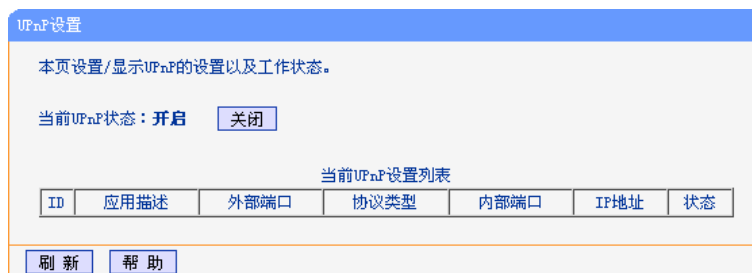 UPnP设置
本页设置/显示UPnP的设置以及工作状态。
当前UPnP状态：开启 关闭
当前UPnP设置列表
ID 应用描述 外部端口 协议类型 内部端口 IP地址 状态
刷 新 帮 助